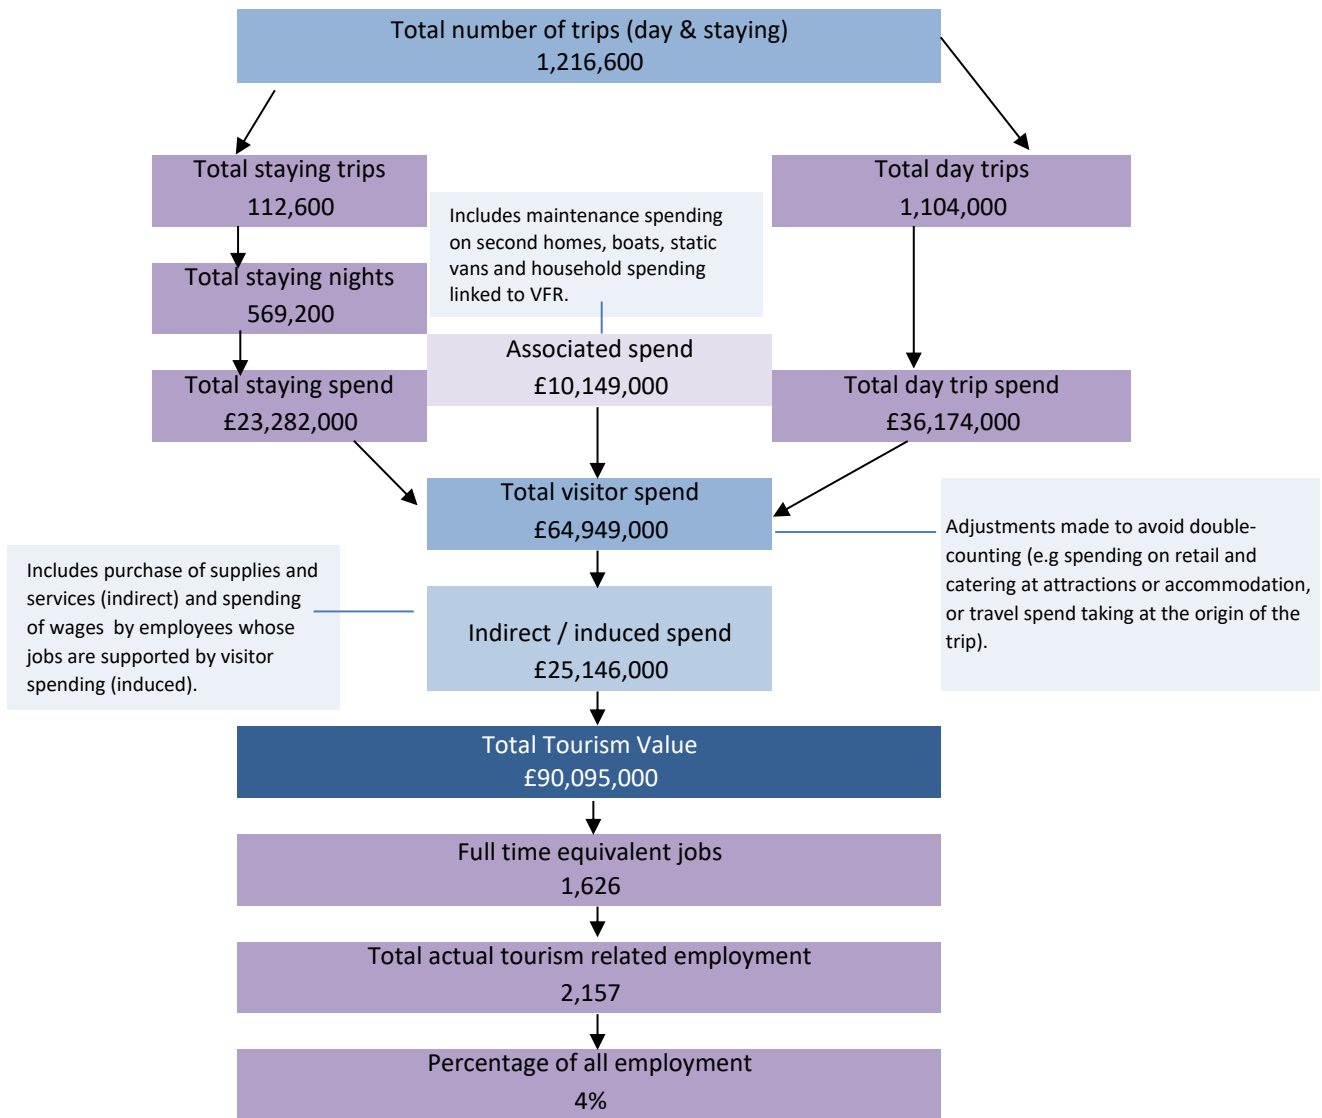 Total number of trips (day & staying)
1,216,600
Total staying trips
112,600
Total day trips
1,104,000
Includes maintenance spending
on second homes, boats, static
vans and household spending
linked to VFR.
Total staying nights
569,200
Associated spend
£10,149,000
Total staying spend
£23,282,000
Total day trip spend
£36,174,000
Total visitor spend
£64,949,000
Adjustments made to avoid double-
counting (e.g spending on retail and
catering at attractions or accommodation,
or travel spend taking at the origin of the
trip).
Includes purchase of supplies and
services (indirect) and spending
of wages by employees whose
jobs are supported by visitor
spending (induced).
Indirect / induced spend
£25,146,000
Total Tourism Value
£90,095,000
Full time equivalent jobs
1,626
Total actual tourism related employment
2,157
Percentage of all employment
4%